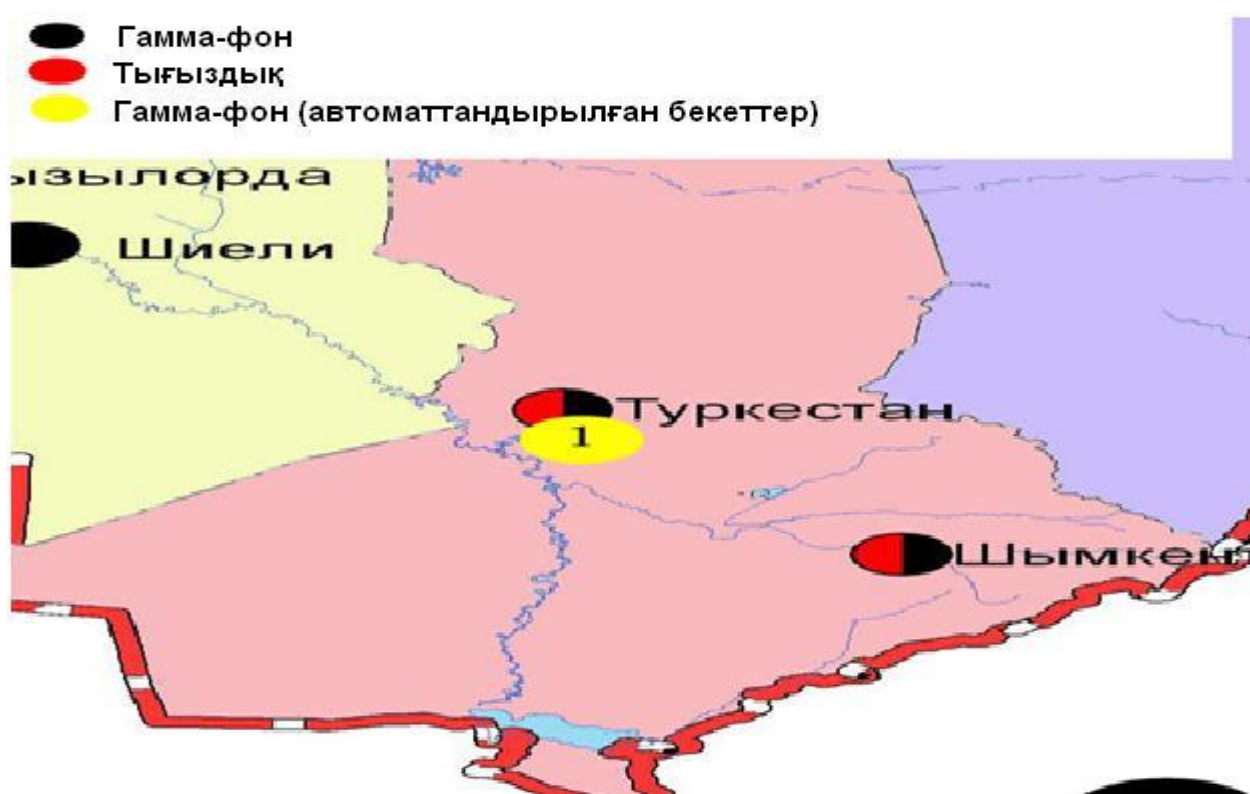 Гамма-фон
Тығыздық
Гамма-фон (автоматтандырылған бекеттер)
ызылорда
Шиели
Туркестан
1
Шымкент